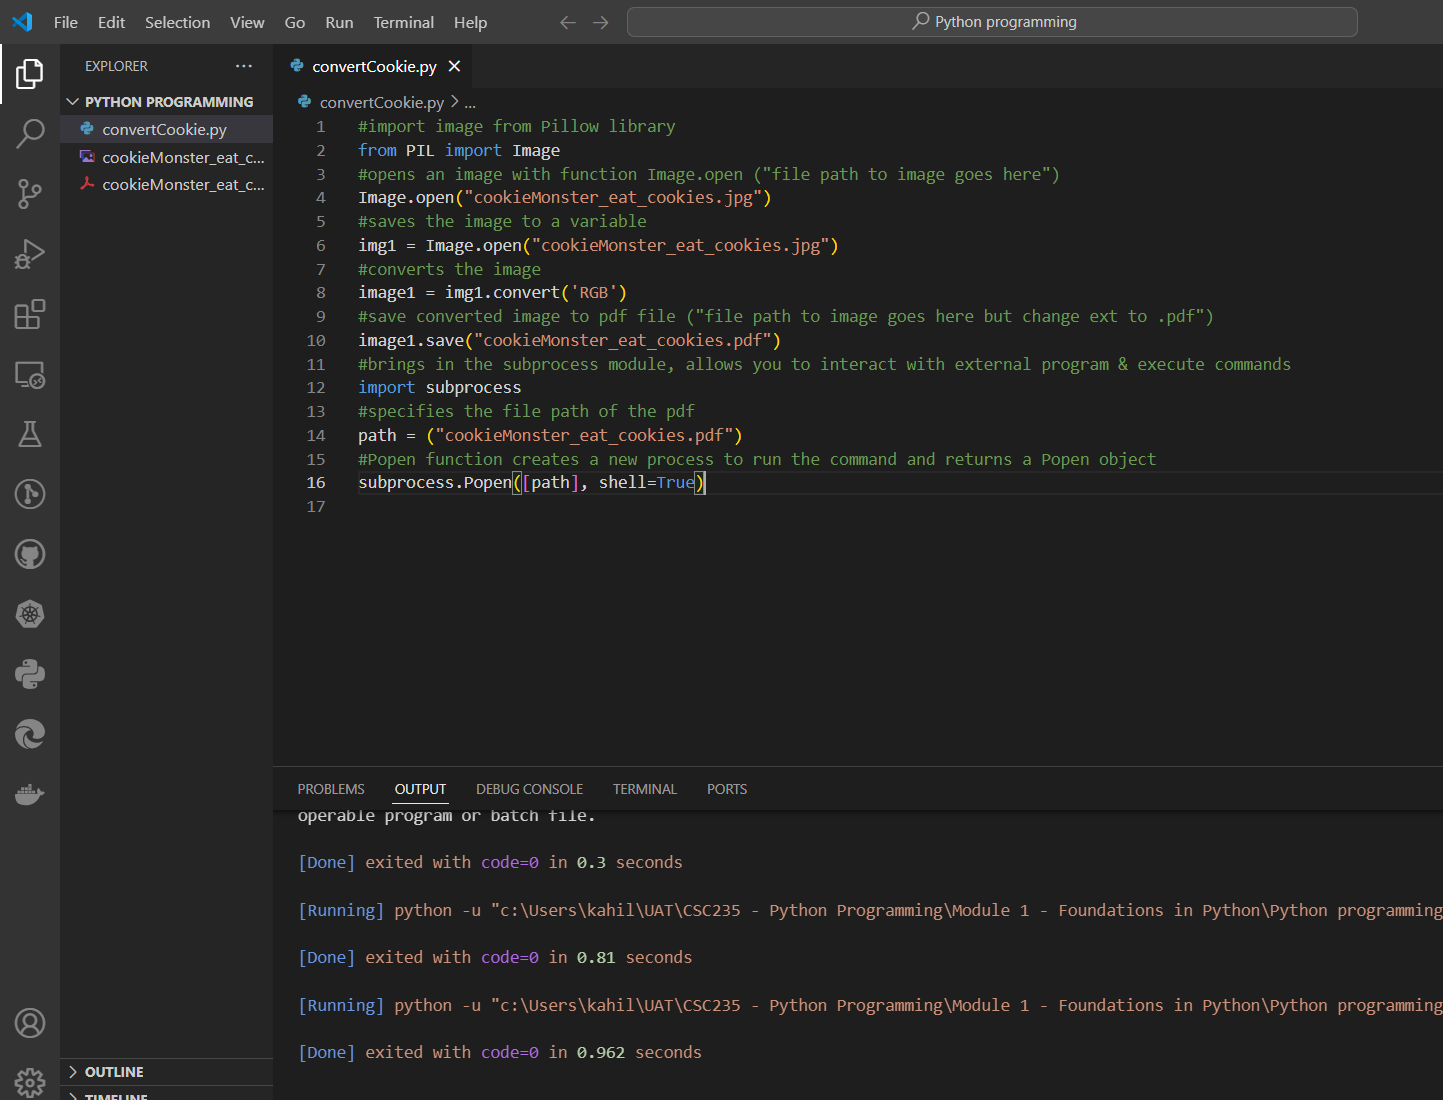 File Edit Selection View Go Run Terminal Help Python programming
EXPLORER ...
PYTHON PROGRAMMING
convertCookie.py
cookieMonster_eat_c...
cookieMonster_eat_c...
OUTLINE
TIMELINE
convertCookie.py
convertCookie.py > ...
1 #import image from Pillow library
2 from PIL import Image
3 #opens an image with function Image.open ("file path to image goes here")
4 Image.open("cookieMonster_eat_cookies.jpg")
5 #saves the image to a variable
6 img1 = Image.open("cookieMonster_eat_cookies.jpg")
7 #converts the image
8 image1 = img1.convert('RGB')
9 #save converted image to pdf file ("file path to image goes here but change ext to .pdf")
10 image1.save("cookieMonster_eat_cookies.pdf")
11 #brings in the subprocess module, allows you to interact with external program & execute commands
12 import subprocess
13 #specifies the file path of the pdf
14 path = ("cookieMonster_eat_cookies.pdf")
15 #Popen function creates a new process to run the command and returns a Popen object
16 subprocess.Popen([path], shell=True)
17
PROBLEMS OUTPUT DEBUG CONSOLE TERMINAL PORTS
operable program or batch file.
[Done] exited with code=0 in 0.3 seconds
[Running] python -u "c:\Users\kahil\UAT\CSC235 - Python Programming\Module 1 - Foundations in Python\Python programming
[Done] exited with code=0 in 0.81 seconds
[Running] python -u "c:\Users\kahil\UAT\CSC235 - Python Programming\Module 1 - Foundations in Python\Python programming
[Done] exited with code=0 in 0.962 seconds